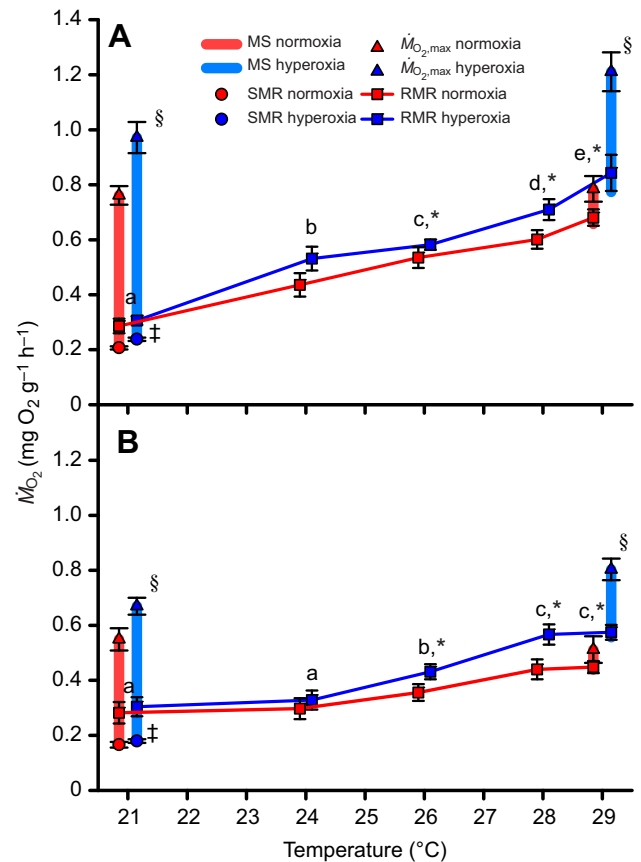 A
MS normoxia
MS hyperoxia
SMR normoxia
SMR hyperoxia
ṀO₂,max normoxia
ṀO₂,max hyperoxia
RMR normoxia
RMR hyperoxia
1.4
1.2
1.0
0.8
0.6
0.4
0.2
0
§
§
a
‡
b
c,*
d,*
e,*
B
1.2
1.0
0.8
0.6
0.4
0.2
0
§
§
a
‡
a
b,*
c,*
c,*
21 22 23 24 25 26 27 28 29
Temperature (°C)
ṀO₂ (mg O₂ g⁻¹ h⁻¹)